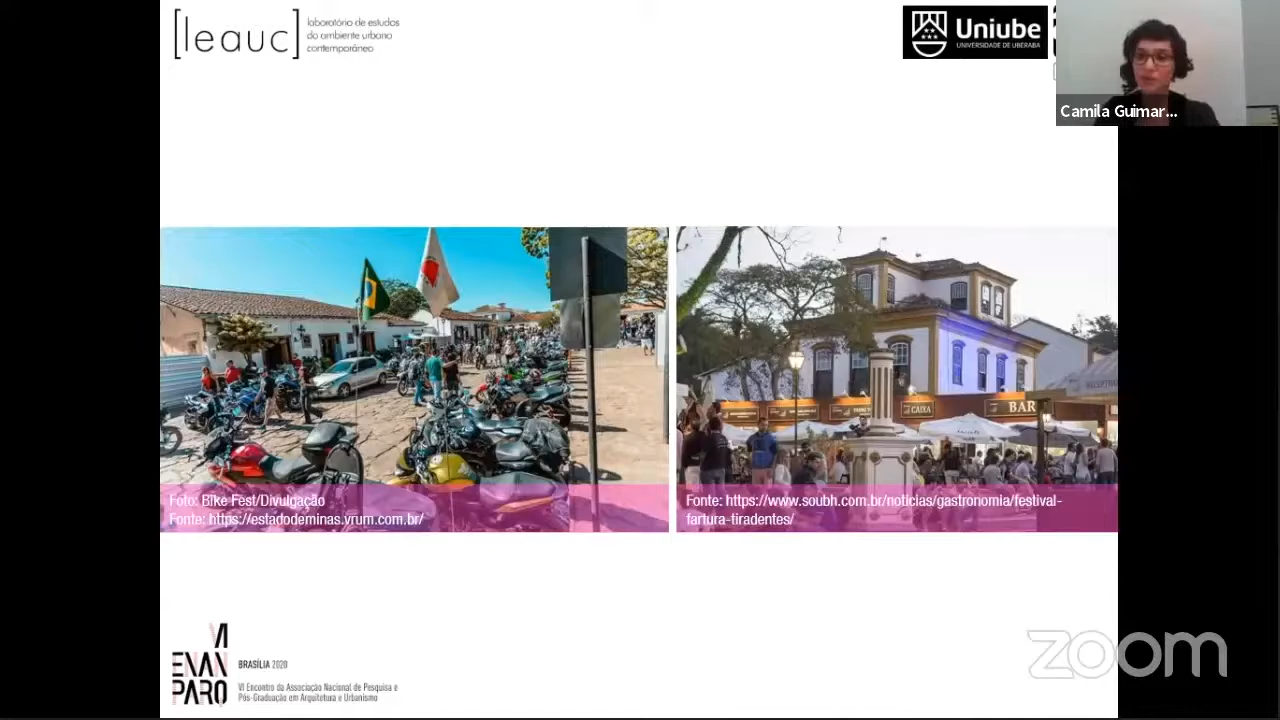 [leauc]
laboratório de estudos
do ambiente urbano
contemporâneo
Uniube
UNIVERSIDADE DE UBERABA
Camila Guimar...
CAIXA
BAR
Foto: Bike Fest/Divulgação
Fonte: https://estadodeminas.vrum.com.br/
Fonte: https://www.soubh.com.br/noticias/gastronomia/festival-
fartura-tiradentes/
VI
ENAN
PARQ
BRASÍLIA 2020
VI Encontro da Associação Nacional de Pesquisa e
Pós-Graduação em Arquitetura e Urbanismo
zoom